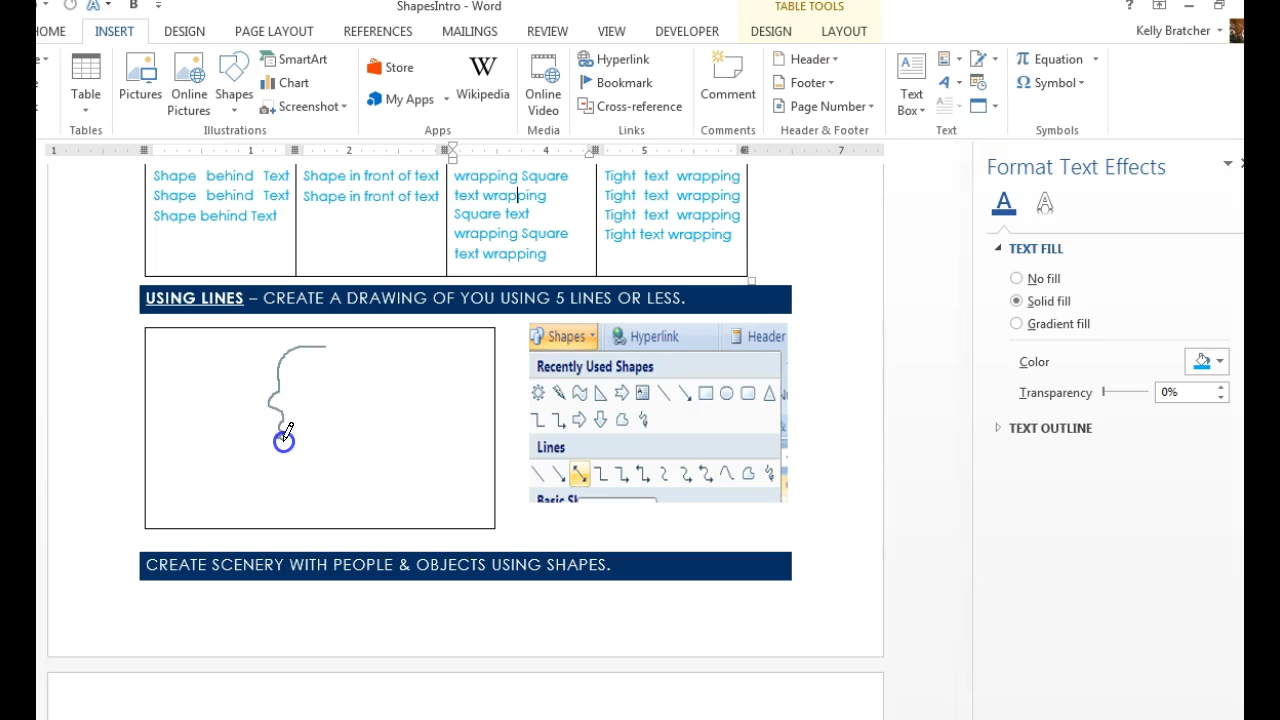 B
ShapesIntro - Word
TABLE TOOLS
?
HOME INSERT DESIGN PAGE LAYOUT REFERENCES MAILINGS REVIEW VIEW DEVELOPER DESIGN LAYOUT Kelly Bratcher
Table
Tables
Pictures
Online Pictures
Shapes
SmartArt
Chart
Screenshot
Illustrations
Store
My Apps
W
Wikipedia
Apps
Online Video
Media
Hyperlink
Bookmark
Cross-reference
Links
Comment
Comments
Header
Footer
Page Number
Header & Footer
A
Text Box
Text
π Equation
Ω Symbol
Symbols
1 1 2 4 5 7
Shape behind Text
Shape behind Text
Shape behind Text
Shape in front of text
Shape in front of text
wrapping Square
text wrapping
Square text
wrapping Square
text wrapping
Tight text wrapping
Tight text wrapping
Tight text wrapping
Tight text wrapping
USING LINES – CREATE A DRAWING OF YOU USING 5 LINES OR LESS.
Shapes Hyperlink Header
Recently Used Shapes
Lines
CREATE SCENERY WITH PEOPLE & OBJECTS USING SHAPES.
Format Text Effects
A A
TEXT FILL
No fill
Solid fill
Gradient fill
Color
Transparency 0%
TEXT OUTLINE